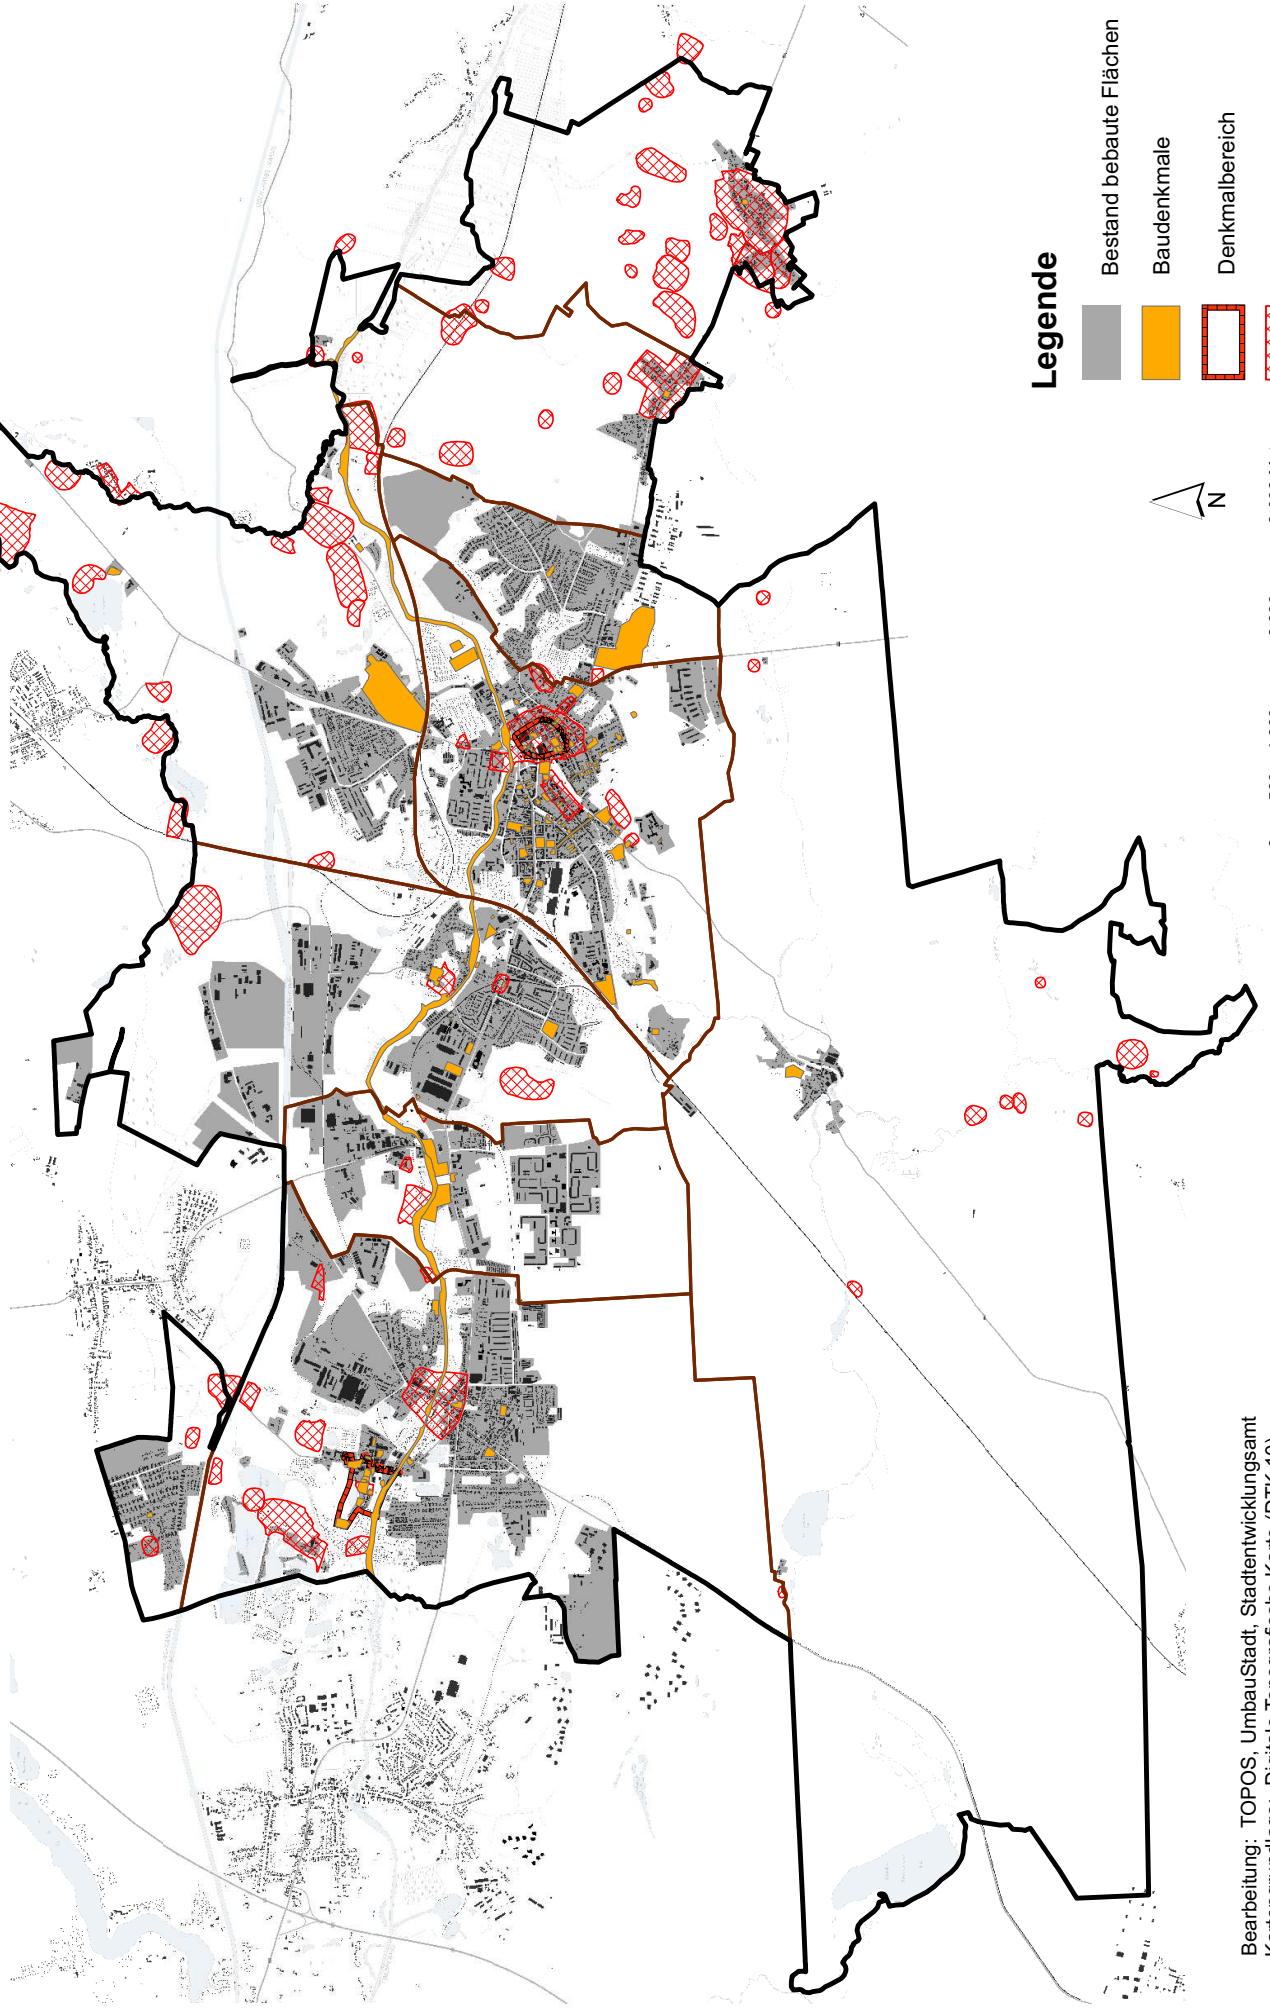 Legende
Bestand bebaute Flächen
Baudenkmale
Denkmalbereich
N
Bearbeitung: TOPOS, UmbauStadt, Stadtentwicklungsamt